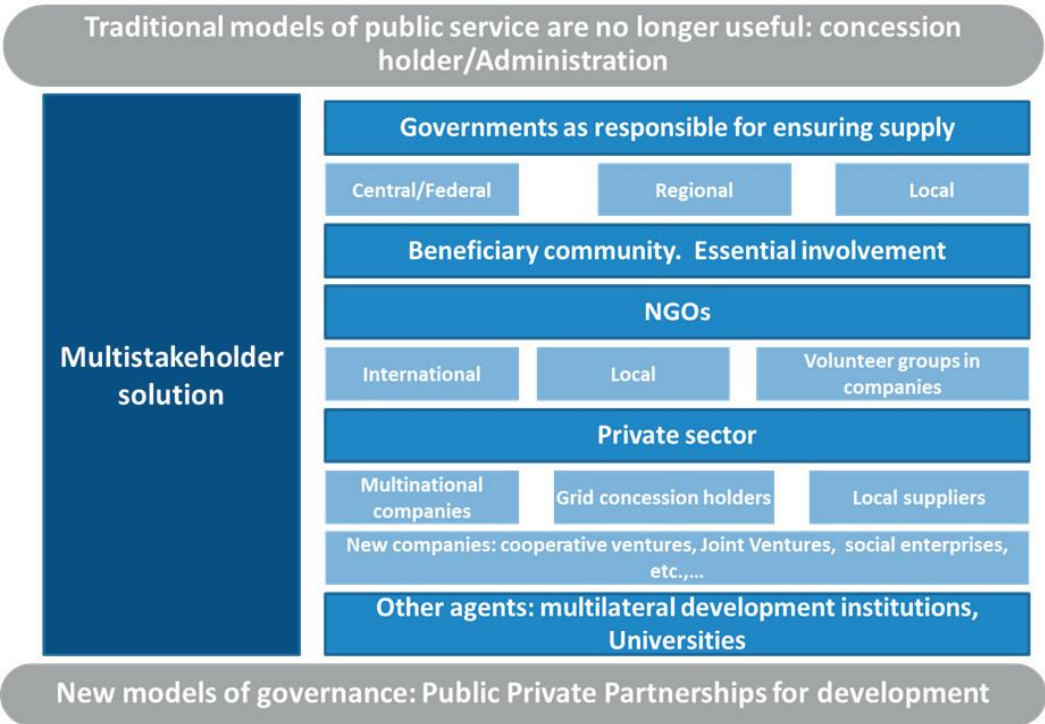 Traditional models of public service are no longer useful: concession
holder/Administration
Multistakeholder
solution
Governments as responsible for ensuring supply
Central/Federal
Regional
Local
Beneficiary community.  Essential involvement
NGOs
International
Local
Volunteer groups in
companies
Private sector
Multinational
companies
Grid concession holders
Local suppliers
New companies: cooperative ventures, Joint Ventures,  social enterprises,
etc.,...
Other agents: multilateral development institutions,
Universities
New models of governance: Public Private Partnerships for development